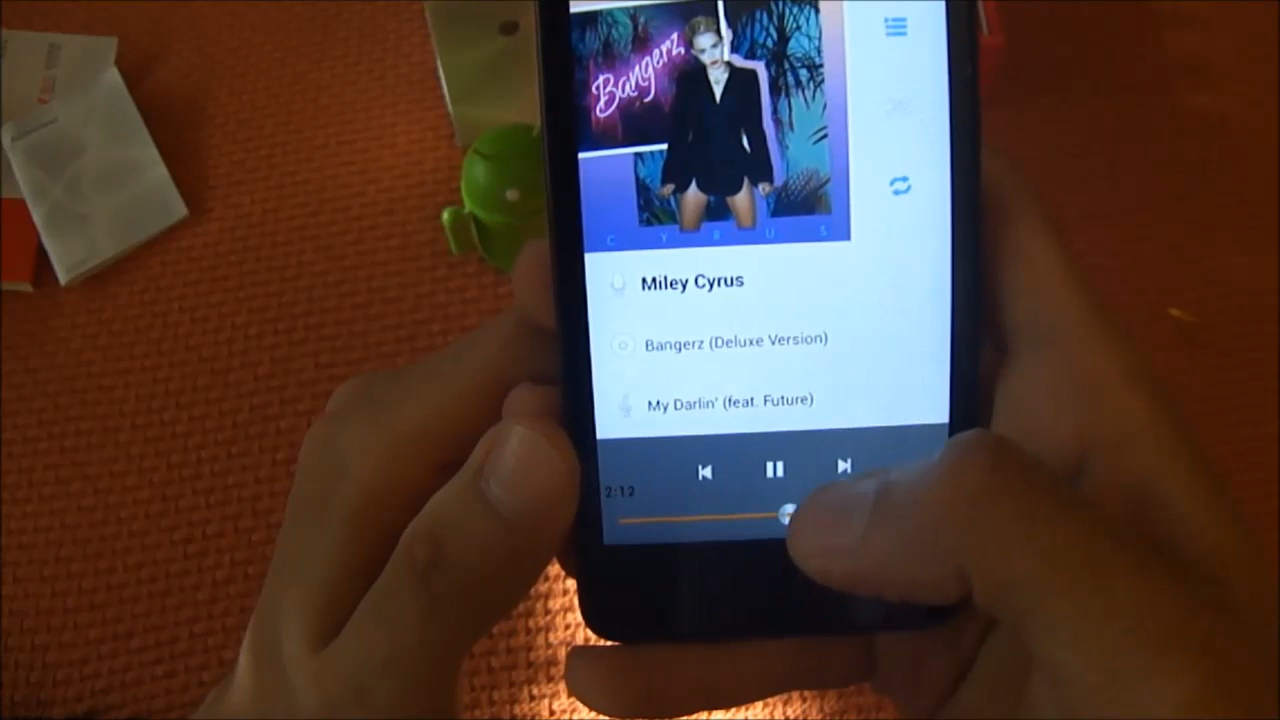 Bangerz
C Y R U S
Miley Cyrus
Bangerz (Deluxe Version)
My Darlin' (feat. Future)
2:12